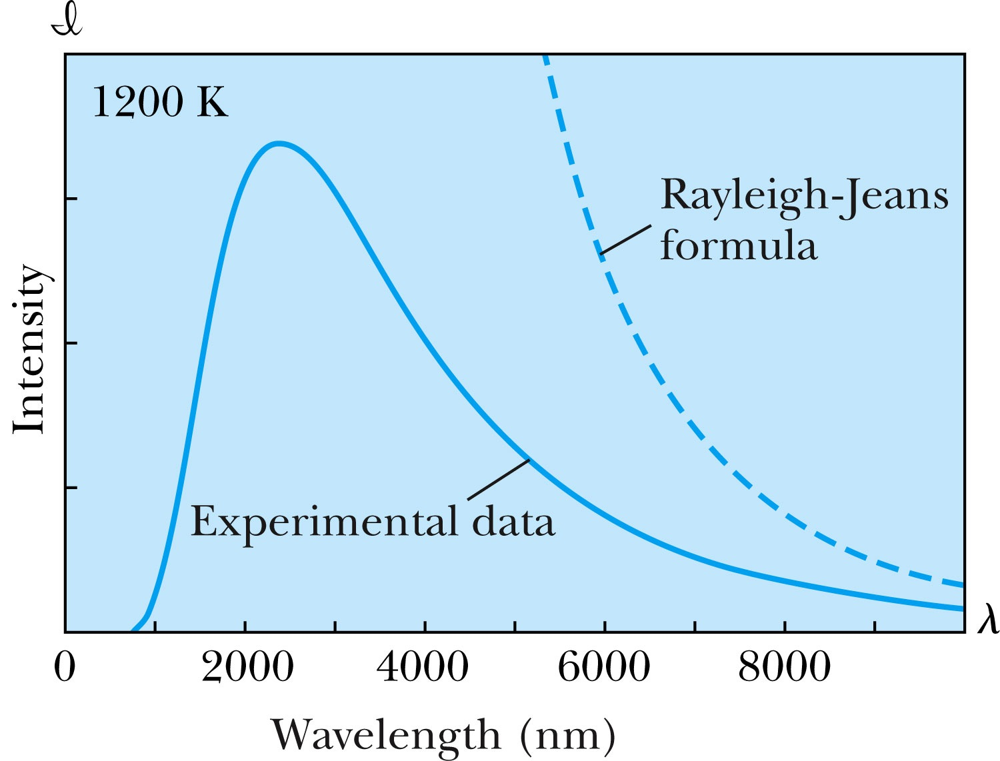 ℐ
1200 K
Rayleigh-Jeans
formula
Experimental data
Intensity
λ
0 2000 4000 6000 8000
Wavelength (nm)